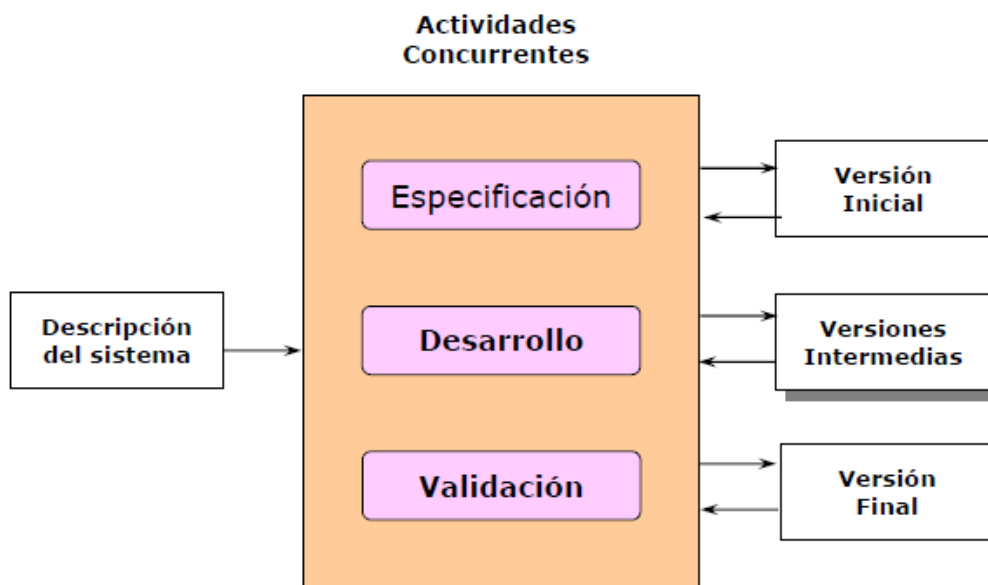 Actividades
Concurrentes
Especificación
Versión
Inicial
Descripción
del sistema
Desarrollo
Versiones
Intermedias
Validación
Versión
Final